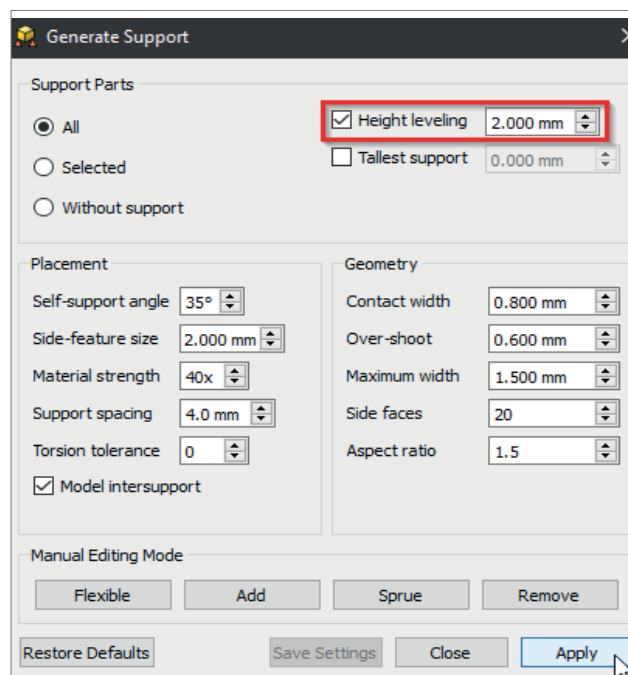 Generate Support
Support Parts
All
Height leveling 2.000 mm
Selected
Tallest support 0.000 mm
Without support
Placement
Self-support angle 35°
Side-feature size 2.000 mm
Material strength 40x
Support spacing 4.0 mm
Torsion tolerance 0
Model intersupport
Geometry
Contact width 0.800 mm
Over-shoot 0.600 mm
Maximum width 1.500 mm
Side faces 20
Aspect ratio 1.5
Manual Editing Mode
Flexible Add Sprue Remove
Restore Defaults Save Settings Close Apply